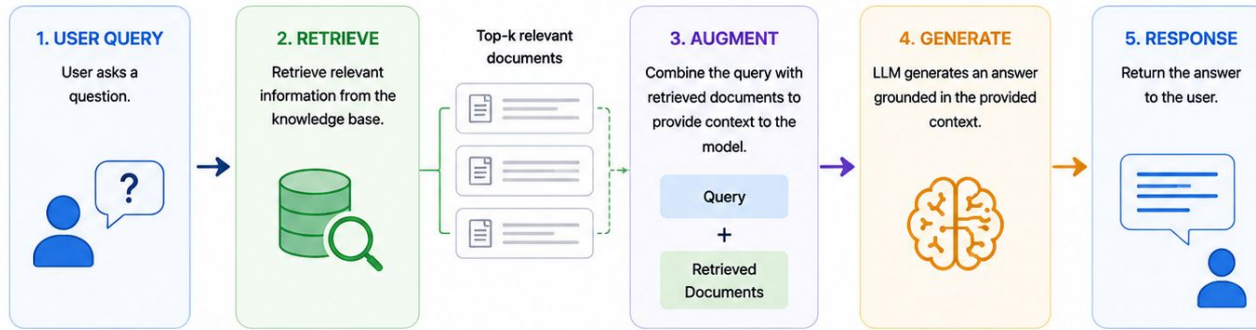 1. USER QUERY
User asks a
question.
?
2. RETRIEVE
Retrieve relevant
information from the
knowledge base.
Top-k relevant
documents
3. AUGMENT
Combine the query with
retrieved documents to
provide context to the
model.
Query
+
Retrieved
Documents
4. GENERATE
LLM generates an answer
grounded in the provided
context.
5. RESPONSE
Return the answer
to the user.